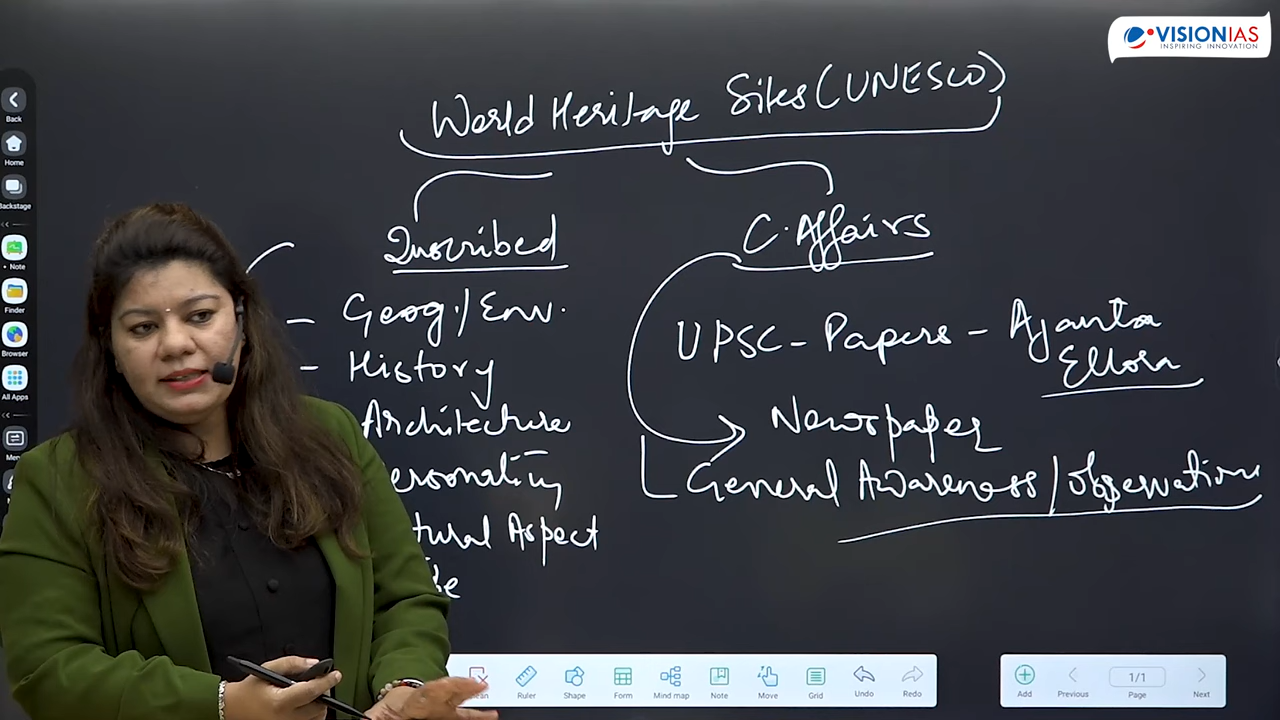 VISIONIAS
INSPIRING INNOVATION
World Heritage Sites (UNESCO)
Inscribed
C. Affairs
- Geog./Env.
- History
Architecture
ersonality
tural Aspect
UPSC - Papers - Ajanta
Ellora
Newspaper
General Awareness/Observation
Back
Home
Backstage
Note
Finder
Browser
All Apps
Ruler
Shape
Form
Mind map
Note
Move
Grid
Undo
Redo
Add
Previous
1/1
Page
Next